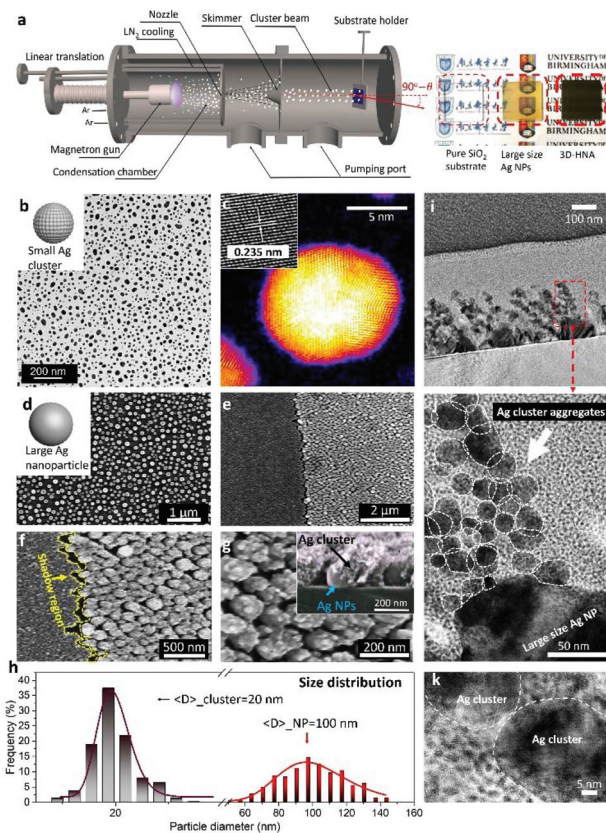 a
Nozzle
LN2 cooling
Skimmer
Cluster beam
Substrate holder
Linear translation
90°−θ
Ar
Ar
Magnetron gun
Condensation chamber
Pumping port
UNIVERSITY OF
BIRMINGHAM
UNIVERSITY OF
BIRMINGHAM
UNIVERSITY OF
BIRMINGHAM
Pure SiO2
substrate
Large size
Ag NPs
3D-HNA
b
Small Ag
cluster
200 nm
c
0.235 nm
5 nm
i
100 nm
d
Large Ag
nanoparticle
1 μm
e
2 μm
Ag cluster aggregates
Large size Ag NP
50 nm
f
Shadow region
500 nm
g
Ag cluster
Ag NPs
200 nm
200 nm
h
Size distribution
<D>_cluster=20 nm
<D>_NP=100 nm
Frequency (%)
40
35
30
25
20
15
10
5
0
20
60
80
100
120
140
160
Particle diameter (nm)
k
Ag cluster
Ag cluster
5 nm